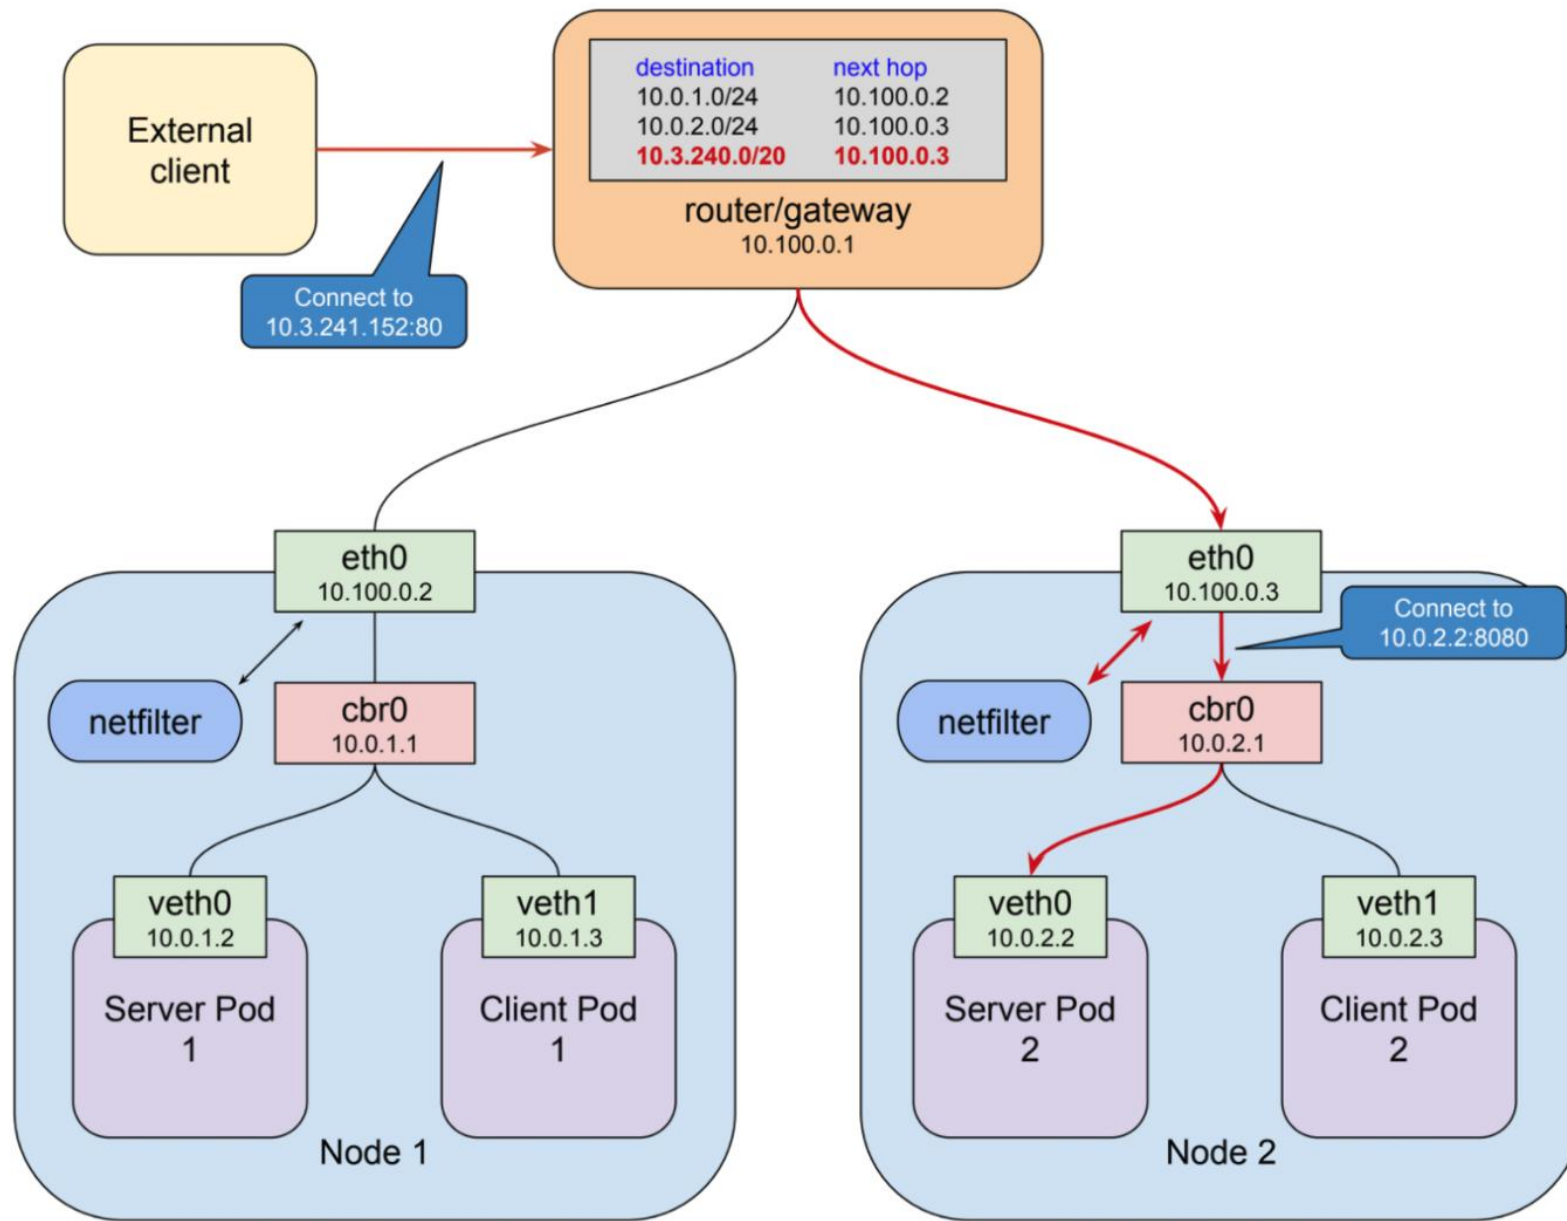 External
client
destination next hop
10.0.1.0/24 10.100.0.2
10.0.2.0/24 10.100.0.3
10.3.240.0/20 10.100.0.3
router/gateway
10.100.0.1
Connect to
10.3.241.152:80
eth0
10.100.0.2
netfilter
cbr0
10.0.1.1
veth0
10.0.1.2
veth1
10.0.1.3
Server Pod
1
Client Pod
1
Node 1
eth0
10.100.0.3
Connect to
10.0.2.2:8080
netfilter
cbr0
10.0.2.1
veth0
10.0.2.2
veth1
10.0.2.3
Server Pod
2
Client Pod
2
Node 2